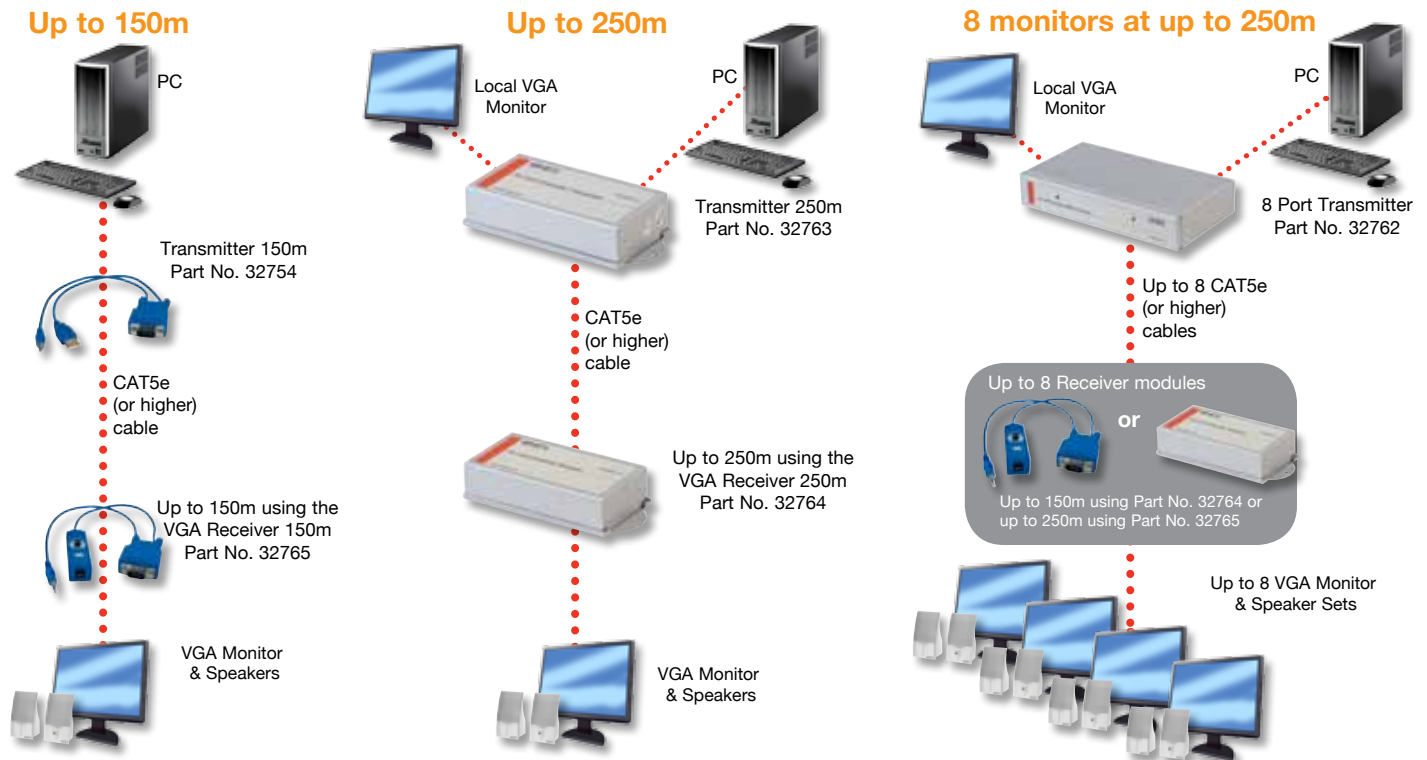 Up to 150m
PC
Transmitter 150m
Part No. 32754
CAT5e
(or higher)
cable
Up to 150m using the
VGA Receiver 150m
Part No. 32765
VGA Monitor
& Speakers
Up to 250m
Local VGA
Monitor
PC
Transmitter 250m
Part No. 32763
CAT5e
(or higher)
cable
Up to 250m using the
VGA Receiver 250m
Part No. 32764
VGA Monitor
& Speakers
8 monitors at up to 250m
Local VGA
Monitor
PC
8 Port Transmitter
Part No. 32762
Up to 8 CAT5e
(or higher)
cables
Up to 8 Receiver modules
or
Up to 150m using Part No. 32764 or
up to 250m using Part No. 32765
Up to 8 VGA Monitor
& Speaker Sets